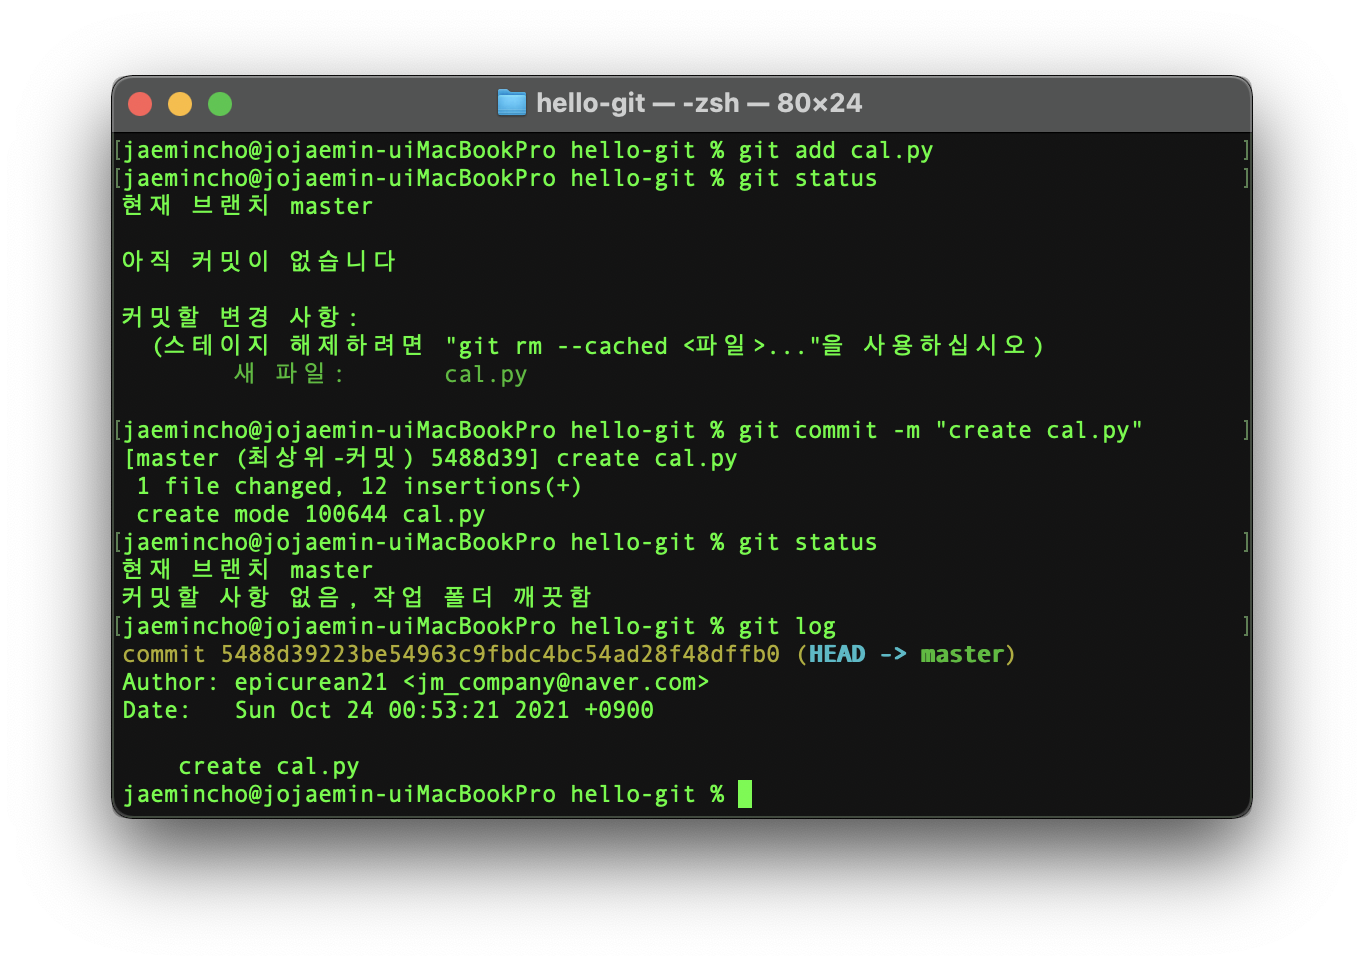 hello-git — -zsh — 80×24
[jaemincho@jojaemin-uiMacBookPro hello-git % git add cal.py ]
[jaemincho@jojaemin-uiMacBookPro hello-git % git status ]
현재 브랜치 master
아직 커밋이 없습니다
커밋할 변경 사항:
(스테이지 해제하려면 "git rm --cached <파일>..."을 사용하십시오)
새 파일: cal.py
[jaemincho@jojaemin-uiMacBookPro hello-git % git commit -m "create cal.py" ]
[master (최상위-커밋) 5488d39] create cal.py
1 file changed, 12 insertions(+)
create mode 100644 cal.py
[jaemincho@jojaemin-uiMacBookPro hello-git % git status ]
현재 브랜치 master
커밋할 사항 없음, 작업 폴더 깨끗함
[jaemincho@jojaemin-uiMacBookPro hello-git % git log ]
commit 5488d39223be54963c9fbdc4bc54ad28f48dffb0 (HEAD -> master)
Author: epicurean21 <jm_company@naver.com>
Date: Sun Oct 24 00:53:21 2021 +0900
create cal.py
jaemincho@jojaemin-uiMacBookPro hello-git %